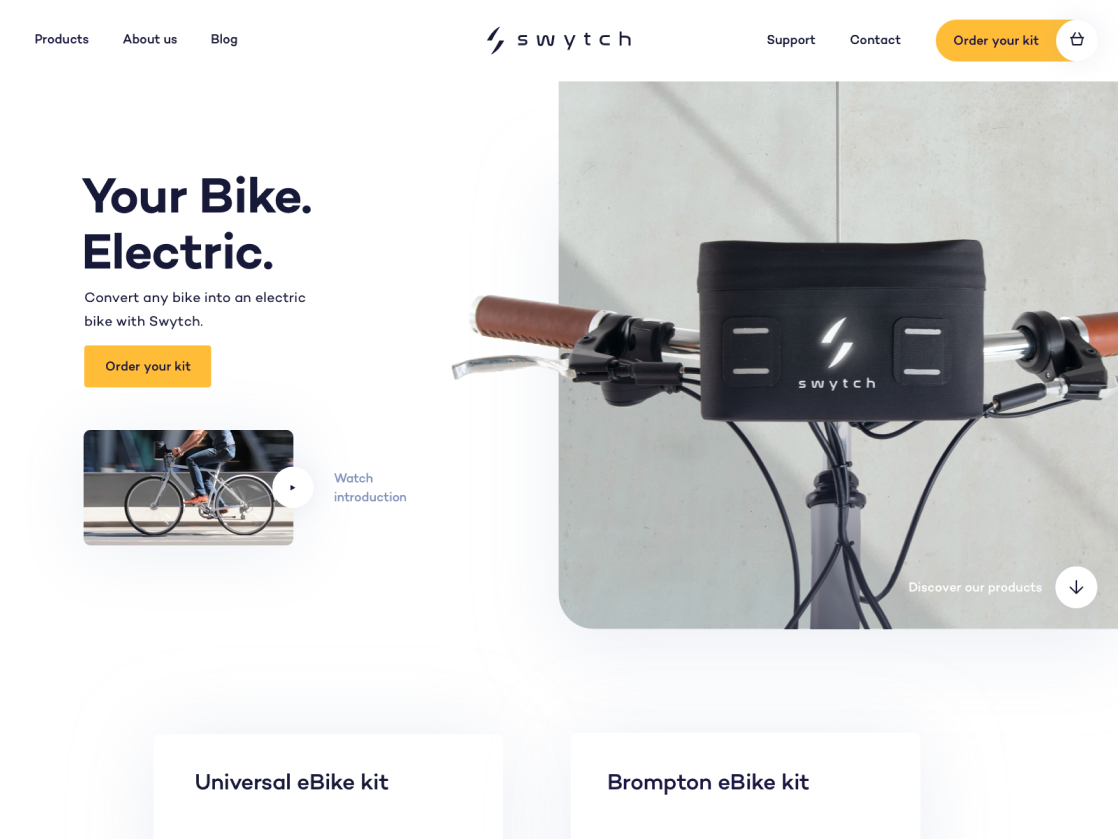 Products
About us
Blog
swytch
Support
Contact
Order your kit
Your Bike.
Electric.
Convert any bike into an electric
bike with Swytch.
Order your kit
Watch
introduction
swytch
Discover our products
Universal eBike kit
Brompton eBike kit